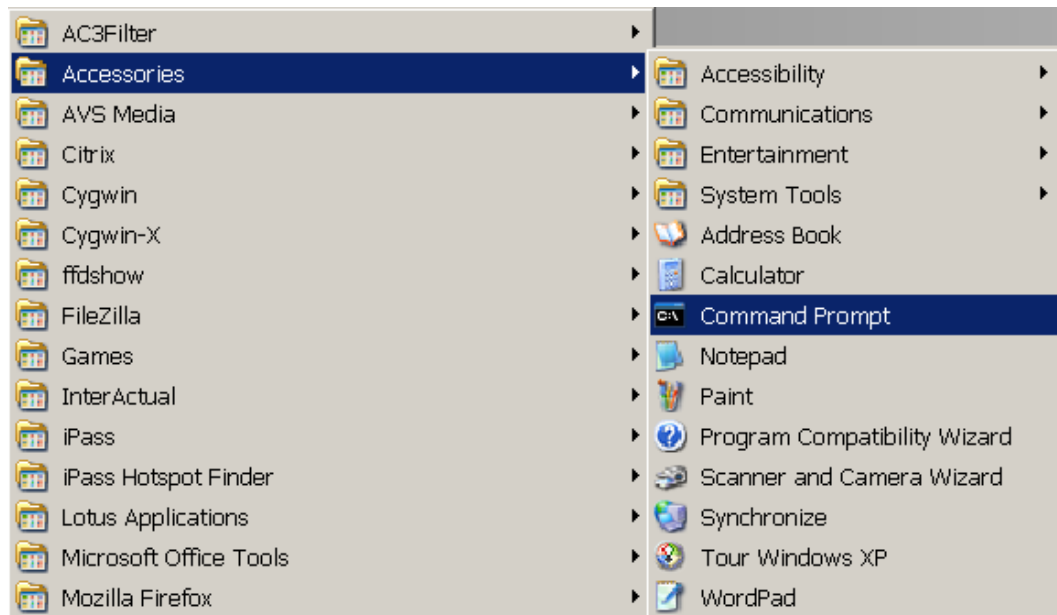 AC3Filter
Accessories
AVS Media
Citrix
Cygwin
Cygwin-X
ffdshow
FileZilla
Games
InterActual
iPass
iPass Hotspot Finder
Lotus Applications
Microsoft Office Tools
Mozilla Firefox
Accessibility
Communications
Entertainment
System Tools
Address Book
Calculator
C:\ Command Prompt
Notepad
Paint
Program Compatibility Wizard
Scanner and Camera Wizard
Synchronize
Tour Windows XP
WordPad